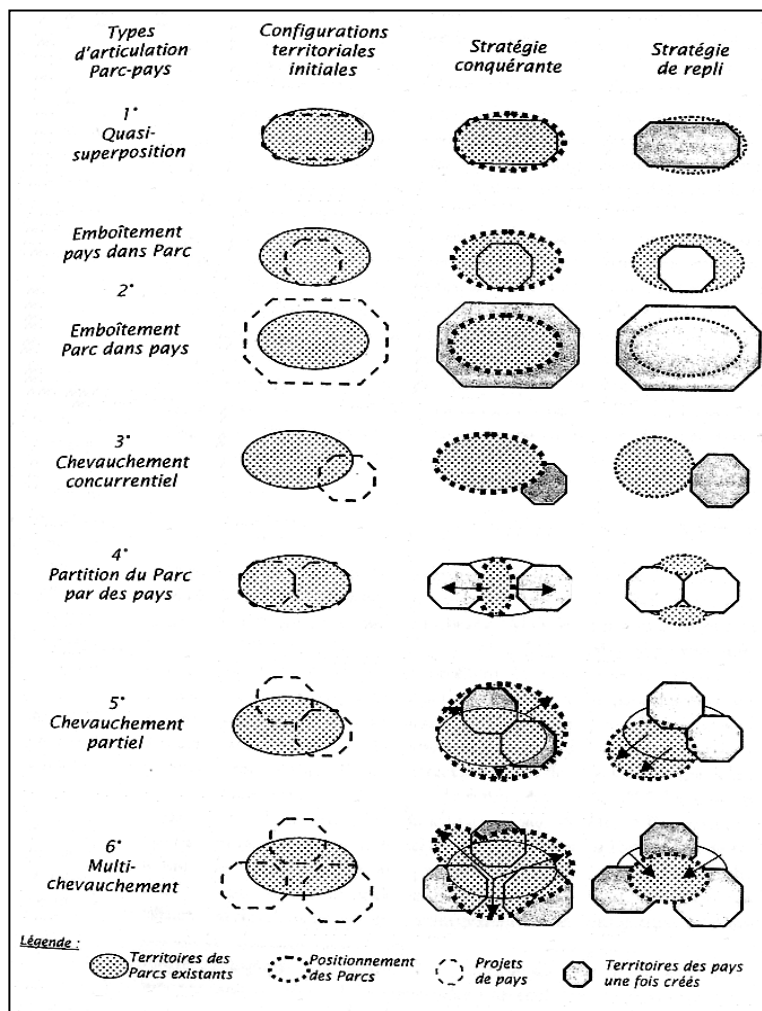 Types
d'articulation
Parc-pays
Configurations
territoriales
initiales
Stratégie
conquérante
Stratégie
de repli
1°
Quasi-
superposition
Emboîtement
pays dans Parc
2°
Emboîtement
Parc dans pays
3°
Chevauchement
concurrentiel
4°
Partition du Parc
par des pays
5°
Chevauchement
partiel
6°
Multi-
chevauchement
Légende :
Territoires des
Parcs existants
Positionnement
des Parcs
Projets
de pays
Territoires des pays
une fois créés